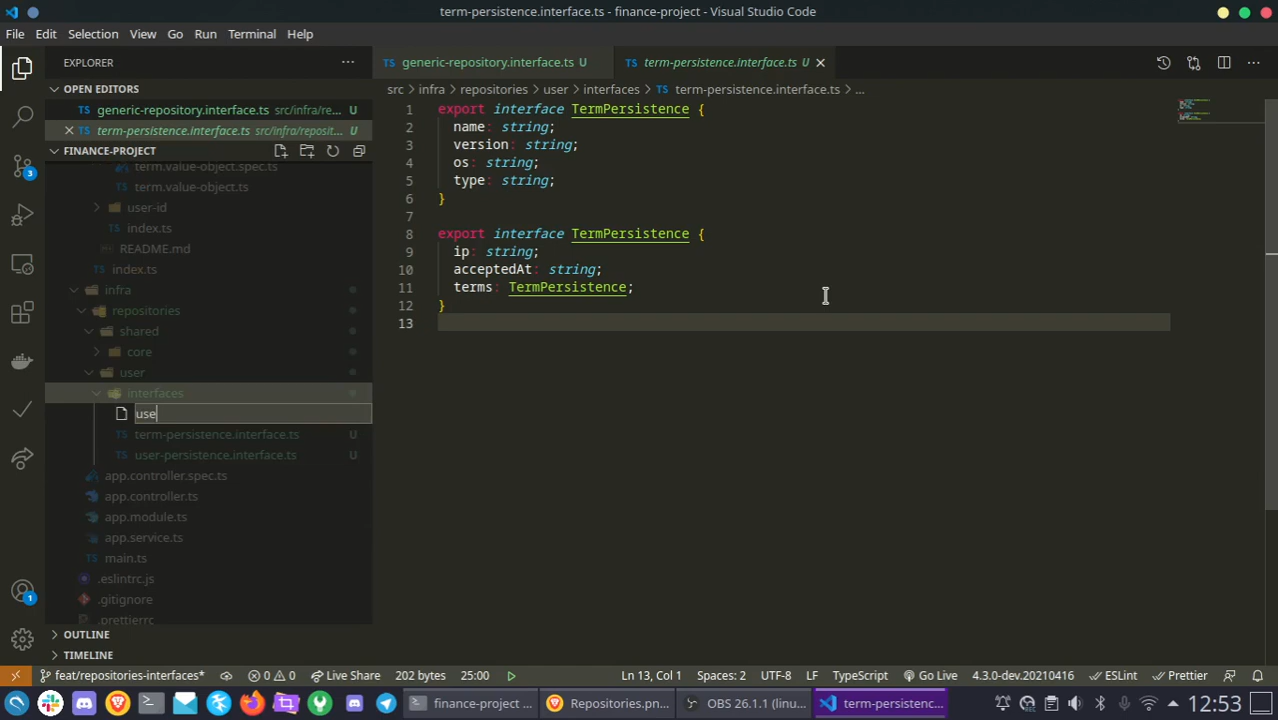 term-persistence.interface.ts - finance-project - Visual Studio Code
File Edit Selection View Go Run Terminal Help
EXPLORER
OPEN EDITORS
TS generic-repository.interface.ts src/infra/re... U
TS term-persistence.interface.ts src/infra/reposit... U
FINANCE-PROJECT
term.value-object.spec.ts
TS term.value-object.ts
user-id
TS index.ts
README.md
TS index.ts
infra
repositories
shared
core
user
interfaces
use
term-persistence.interface.ts U
user-persistence.interface.ts U
app.controller.spec.ts
app.controller.ts
app.module.ts
app.service.ts
TS main.ts
.eslintrc.js
.gitignore
.prettierrc
OUTLINE
TIMELINE
3
1
TS generic-repository.interface.ts U
TS term-persistence.interface.ts U
src > infra > repositories > user > interfaces > TS term-persistence.interface.ts > ...
1 export interface TermPersistence {
2 name: string;
3 version: string;
4 os: string;
5 type: string;
6 }
7
8 export interface TermPersistence {
9 ip: string;
10 acceptedAt: string;
11 terms: TermPersistence;
12 }
13
feat/repositories-interfaces* 0 0 Live Share 202 bytes 25:00 Ln 13, Col 1 Spaces: 2 UTF-8 LF TypeScript Go Live 4.3.0-dev.20210416 ESLint Prettier
finance-project ... Repositories.pn... OBS 26.1.1 (linu... term-persistenc... 12:53